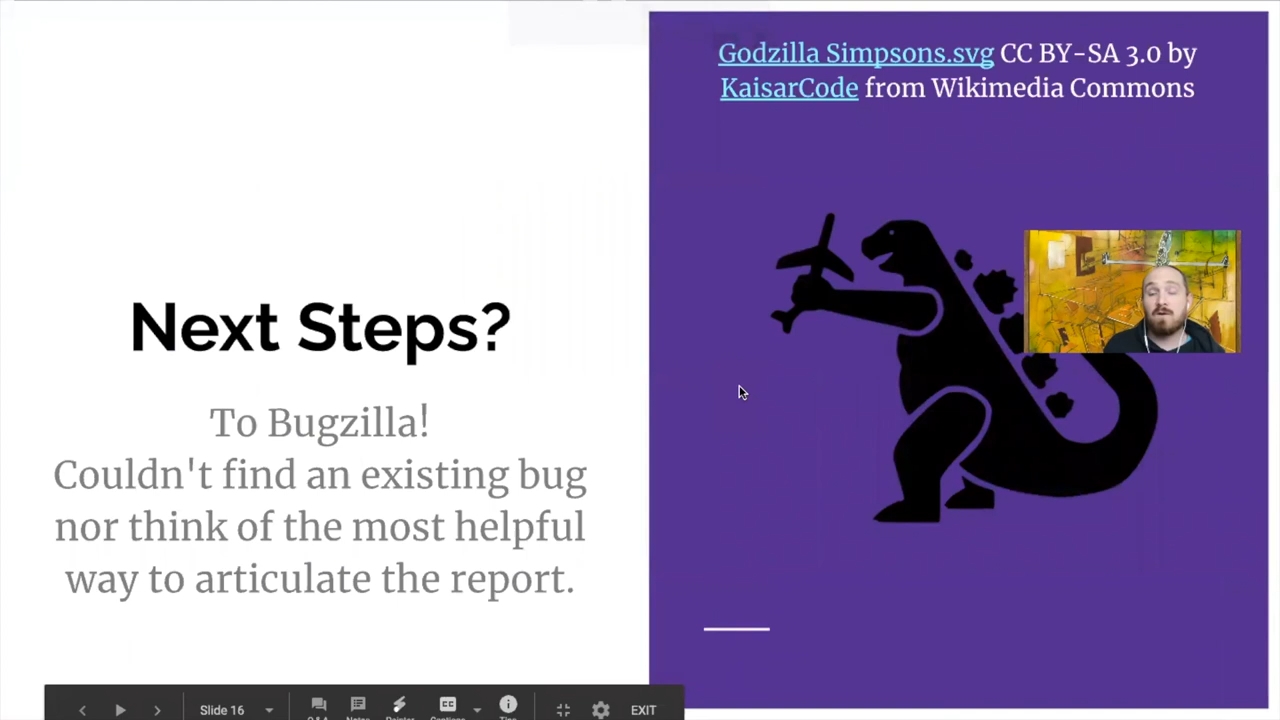 Godzilla Simpsons.svg CC BY-SA 3.0 by
KaisarCode from Wikimedia Commons
Next Steps?
To Bugzilla!
Couldn't find an existing bug
nor think of the most helpful
way to articulate the report.
Slide 16
EXIT